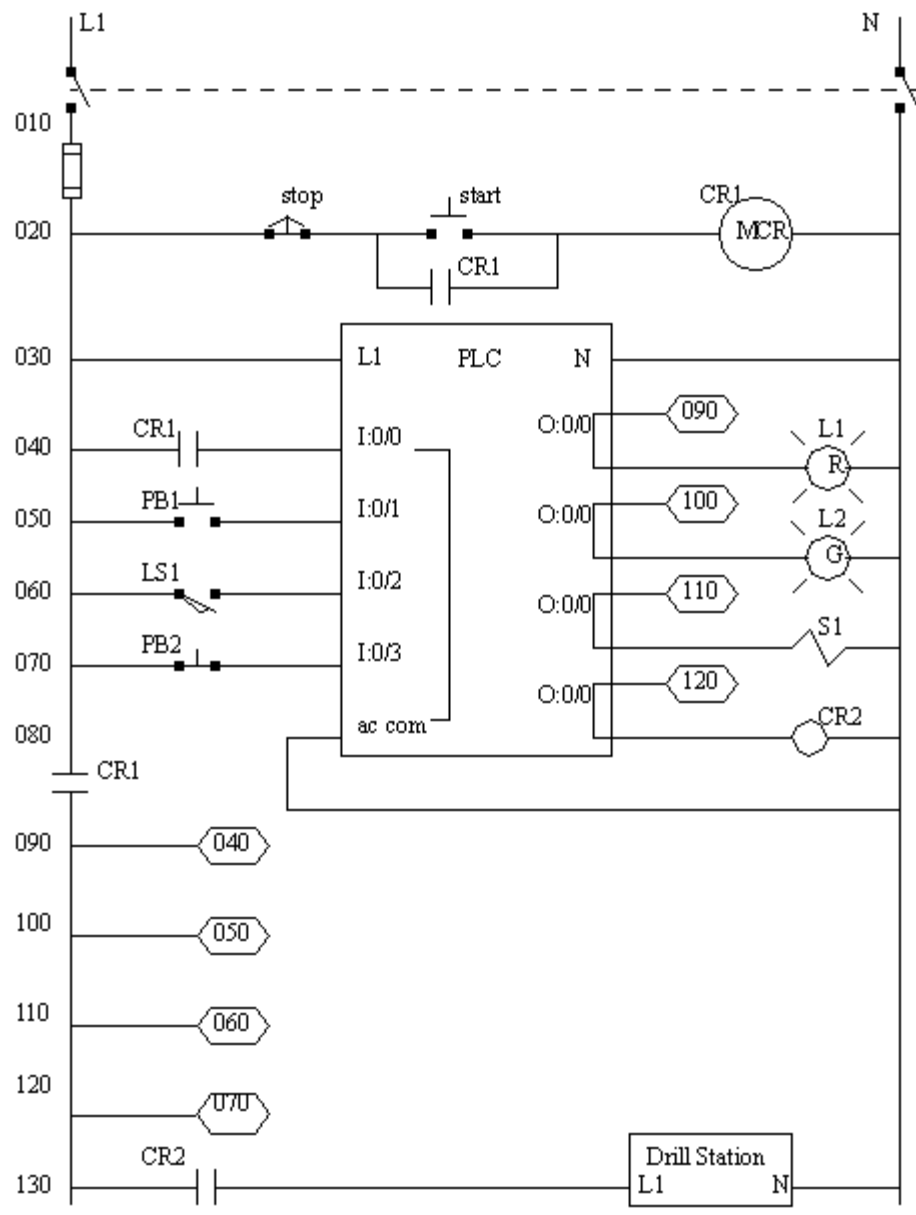 L1 N
010
stop start CR1
020 MCR
CR1
030 L1 PLC N
O:0/0 090
CR1 I:0/0 L1
040 R
PB1 I:0/1 O:0/0 100
050 L2
G
LS1 I:0/2 O:0/0 110
060 S1
PB2 I:0/3
070 O:0/0 120
ac com CR2
080
CR1
090 040
100 050
110 060
120 070
CR2 Drill Station
130 L1 N